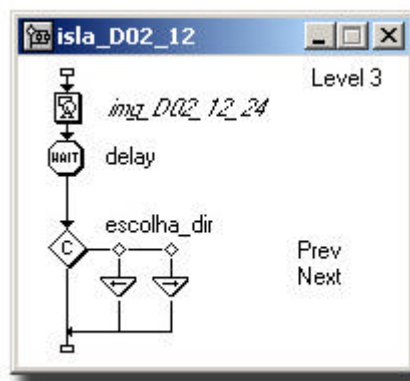 isla_D02_12
Level 3
img_D02_12_24
WAIT
delay
escolha_dir
C
Prev
Next